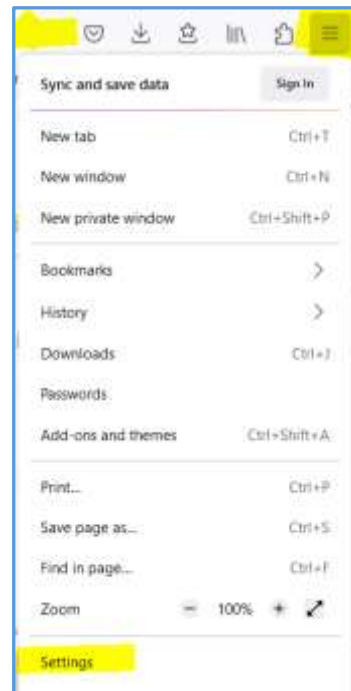 Sync and save data Sign In
New tab Ctrl+T
New window Ctrl+N
New private window Ctrl+Shift+P
Bookmarks
History
Downloads Ctrl+J
Passwords
Add-ons and themes Ctrl+Shift+A
Print... Ctrl+P
Save page as... Ctrl+S
Find in page... Ctrl+F
Zoom − 100% +
Settings